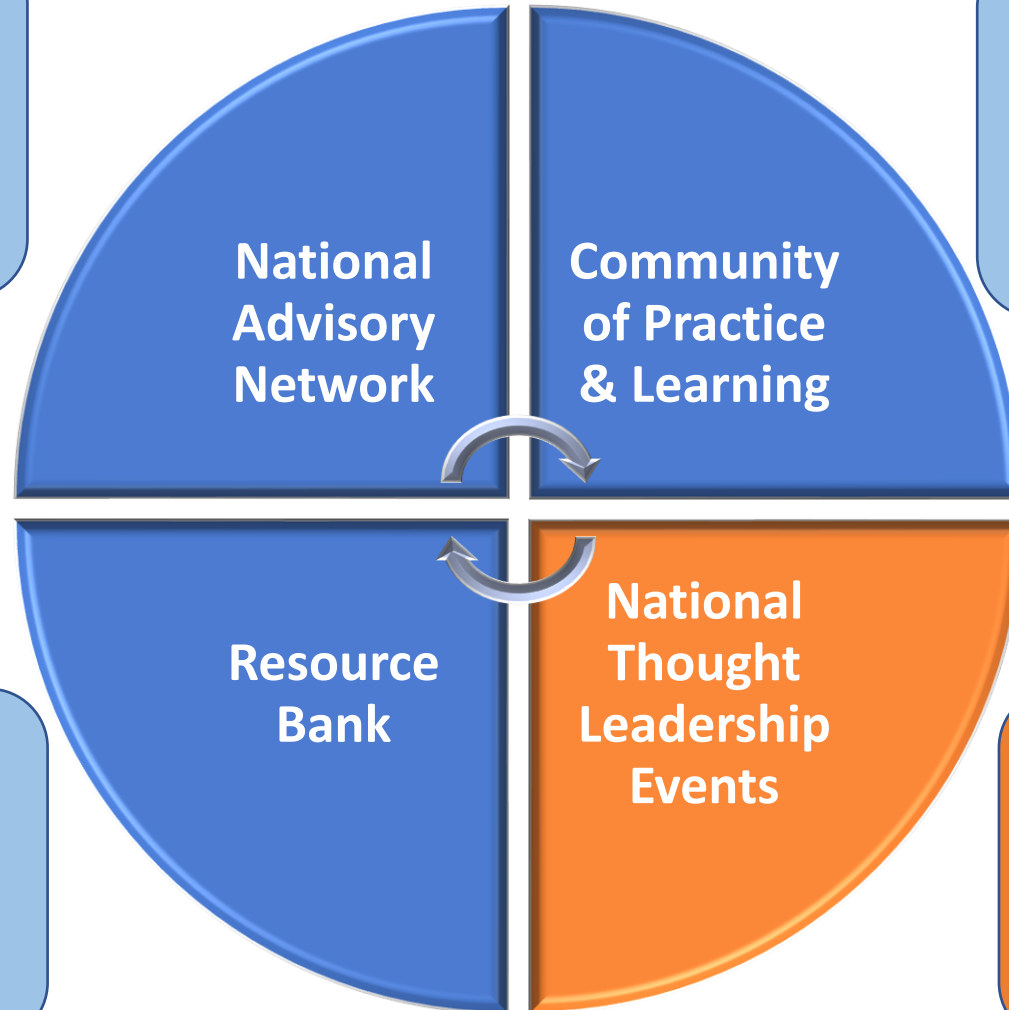 National
Advisory
Network
Community
of Practice
& Learning
Resource
Bank
National
Thought
Leadership
Events